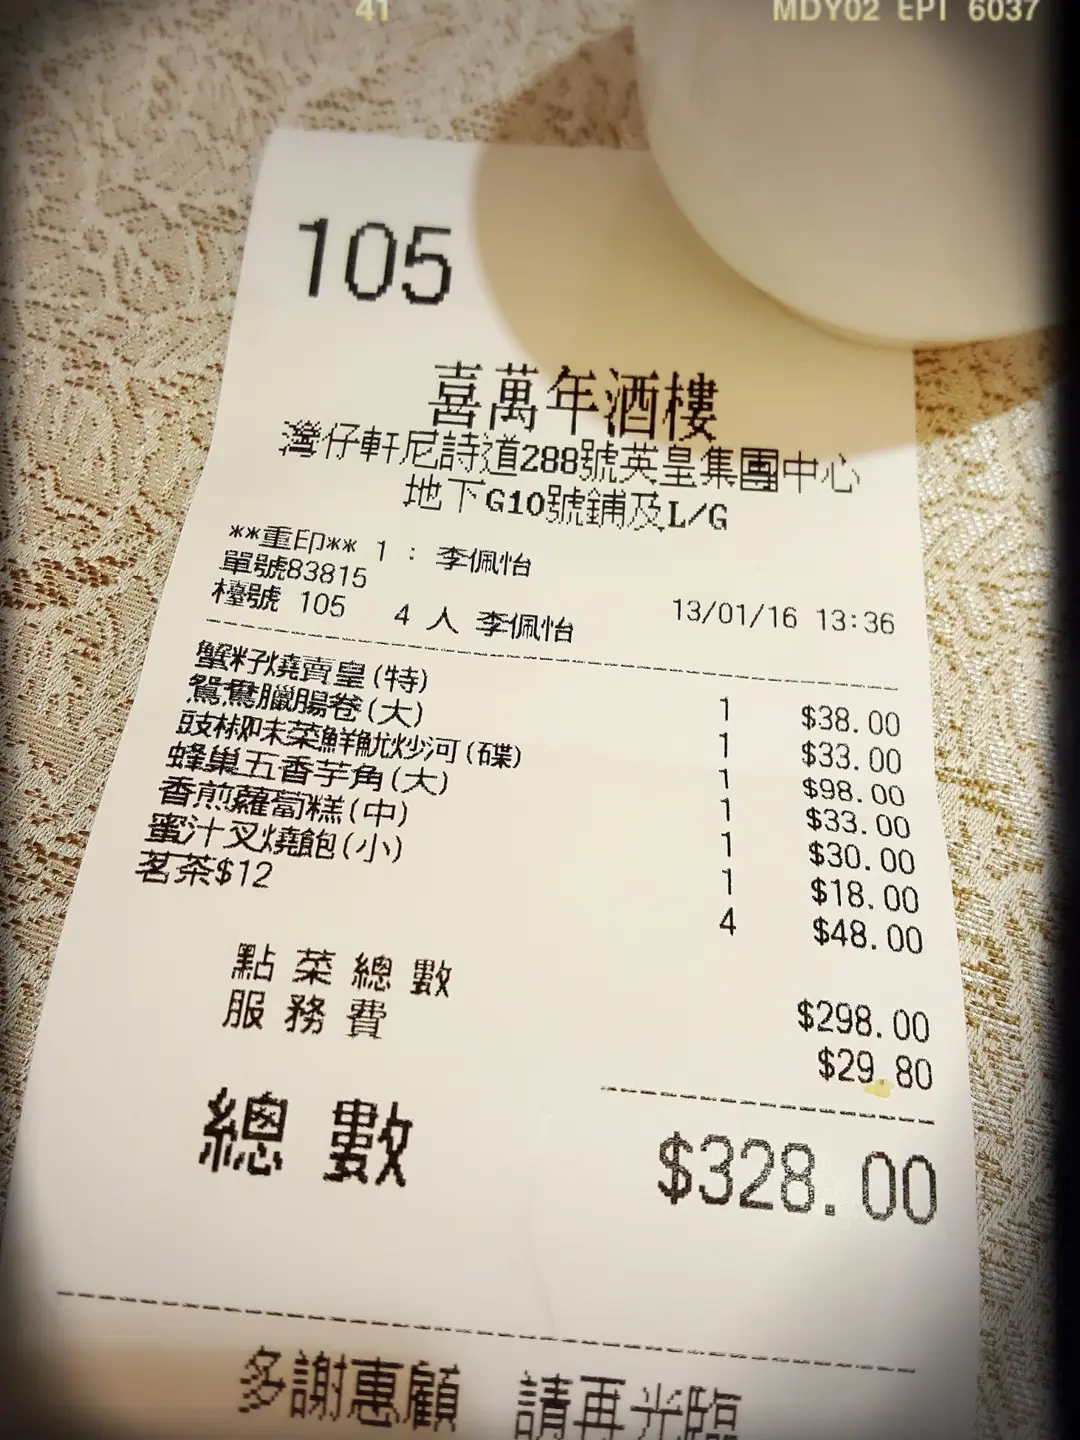 41
MDY02 EPI 6037
105
喜萬年酒樓
灣仔軒尼詩道288號英皇集團中心
地下G10號鋪及L/G
**重印** 1 : 李佩怡
單號83815
13/01/16 13:36
檯號 105 4 人 李佩怡
蟹籽燒賣皇(特) 1 $38.00
鴛鴦臘腸卷(大) 1 $33.00
豉椒味菜鮮魷炒河(碟) 1 $98.00
蜂巢五香芋角(大) 1 $33.00
香煎蘿蔔糕(中) 1 $30.00
蜜汁叉燒飽(小) 1 $18.00
茗茶$12 4 $48.00
點菜總數 $298.00
服務費 $29.80
總數 $328.00
多謝惠顧 請再光臨